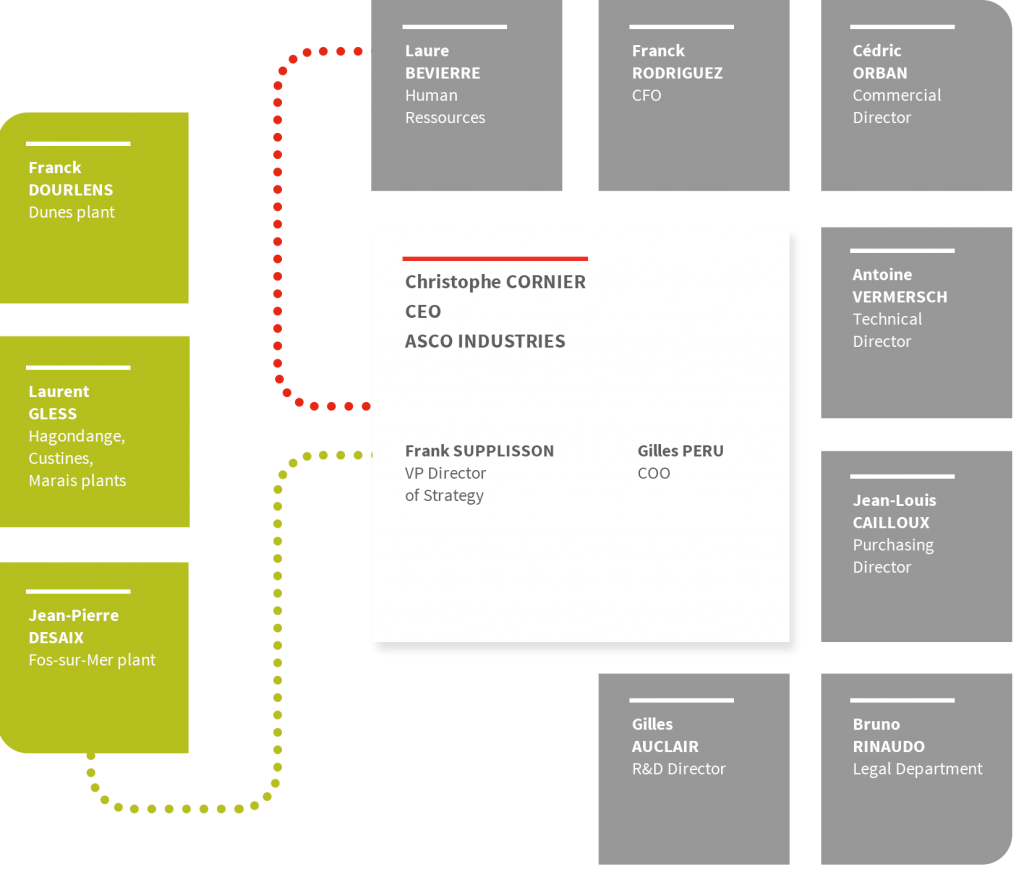 Laure
BEVIERRE
Human
Ressources
Franck
RODRIGUEZ
CFO
Cédric
ORBAN
Commercial
Director
Franck
DOURLENS
Dunes plant
Laurent
GLESS
Hagondange,
Custines,
Marais plants
Jean-Pierre
DESAIX
Fos-sur-Mer plant
Christophe CORNIER
CEO
ASCO INDUSTRIES
Frank SUPPLISSON
VP Director
of Strategy
Gilles PERU
COO
Antoine
VERMERSCH
Technical
Director
Jean-Louis
CAILLOUX
Purchasing
Director
Gilles
AUCLAIR
R&D Director
Bruno
RINAUDO
Legal Department